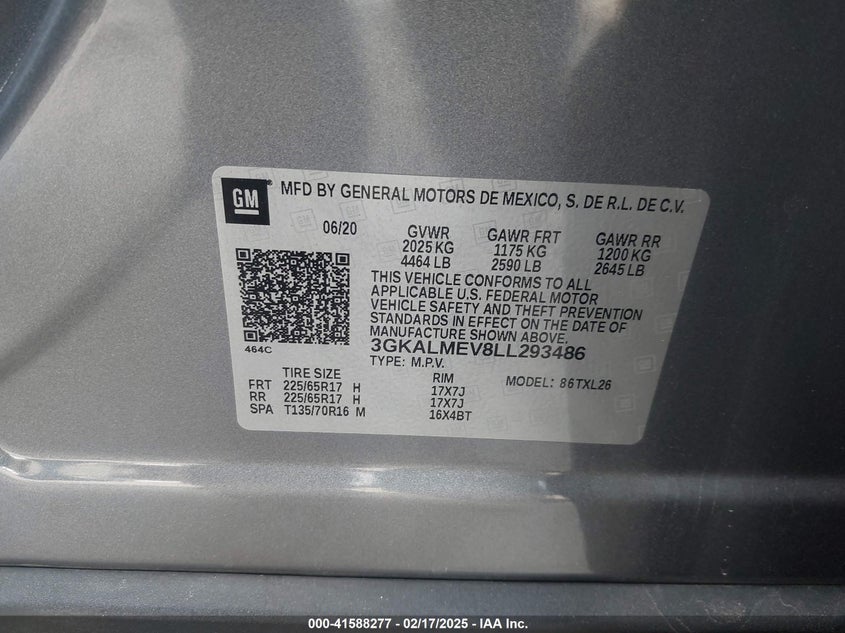 GM® MFD BY GENERAL MOTORS DE MEXICO, S. DE R.L. DE C.V.
06/20 GVWR GAWR FRT GAWR RR
2025 KG 1175 KG 1200 KG
4464 LB 2590 LB 2645 LB
THIS VEHICLE CONFORMS TO ALL
APPLICABLE U.S. FEDERAL MOTOR
VEHICLE SAFETY AND THEFT PREVENTION
STANDARDS IN EFFECT ON THE DATE OF
MANUFACTURE SHOWN ABOVE.
464C
3GKALMEV8LL293486
TYPE: M.P.V.
TIRE SIZE RIM MODEL: 86TXL26
FRT 225/65R17 H 17X7J
RR 225/65R17 H 17X7J
SPA T135/70R16 M 16X4BT
000-41588277 - 02/17/2025 - IAA Inc.